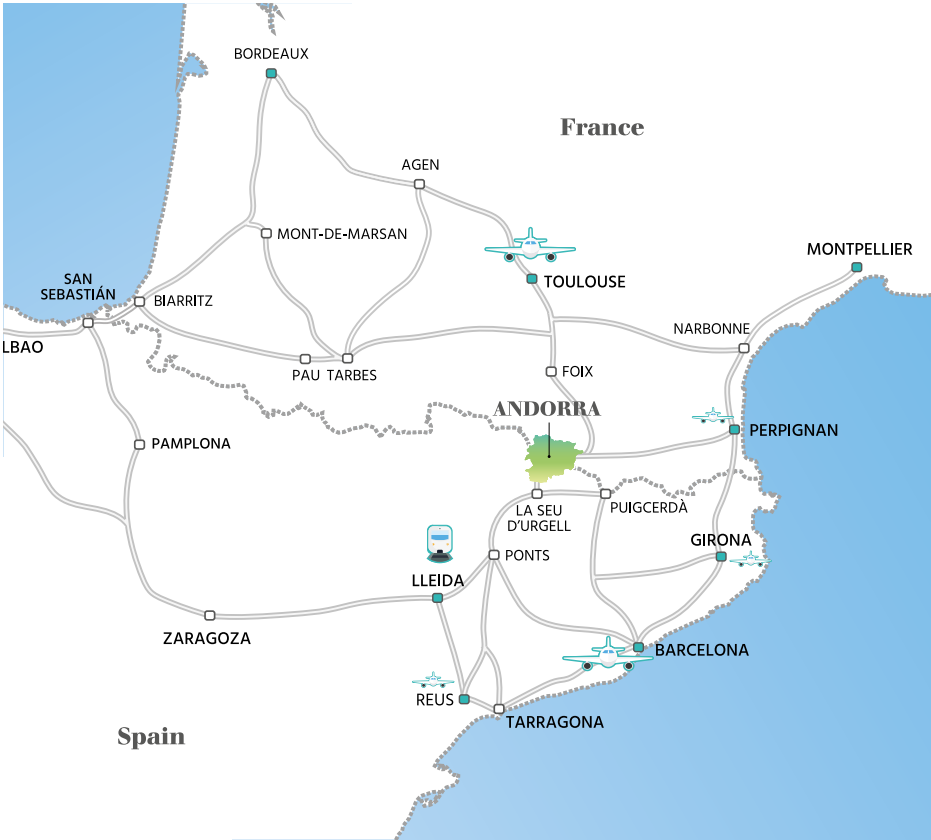 BORDEAUX
France
AGEN
MONT-DE-MARSAN
MONTPELLIER
SAN
SEBASTIÁN
TOULOUSE
BIARRITZ
NARBONNE
LBAO
PAU TARBES
FOIX
ANDORRA
PERPIGNAN
PAMPLONA
LA SEU
D'URGELL
PUIGCERDÀ
GIRONA
PONTS
LLEIDA
ZARAGOZA
BARCELONA
REUS
TARRAGONA
Spain